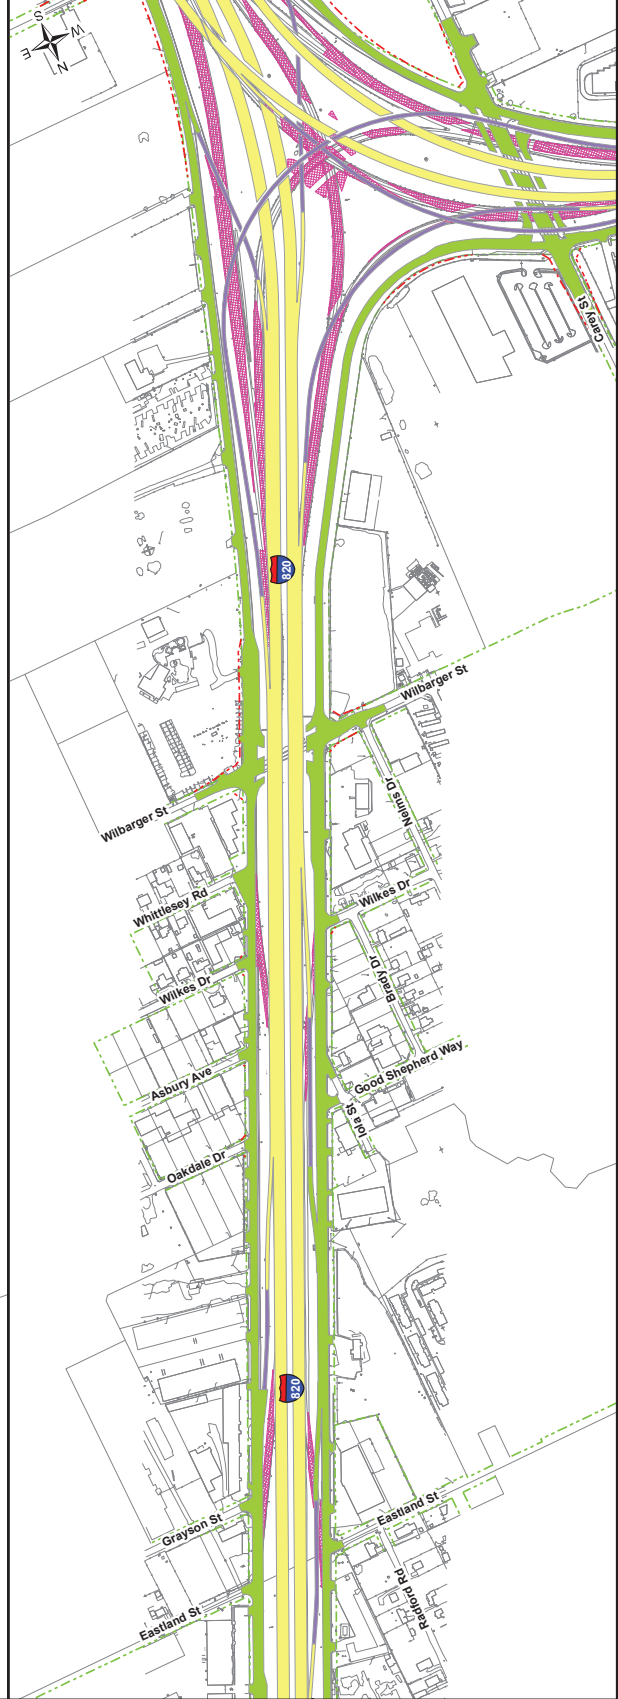 S
W
E
N
Carey St
820
Wilbarger St
Wilbarger St
Nelms Dr
Whittlesey Rd
Wilkes Dr
Wilkes Dr
Brady Dr
Asbury Ave
Good Shepherd Way
Iola St
Oakdale Dr
820
Grayson St
Eastland St
Radford Rd
Eastland St